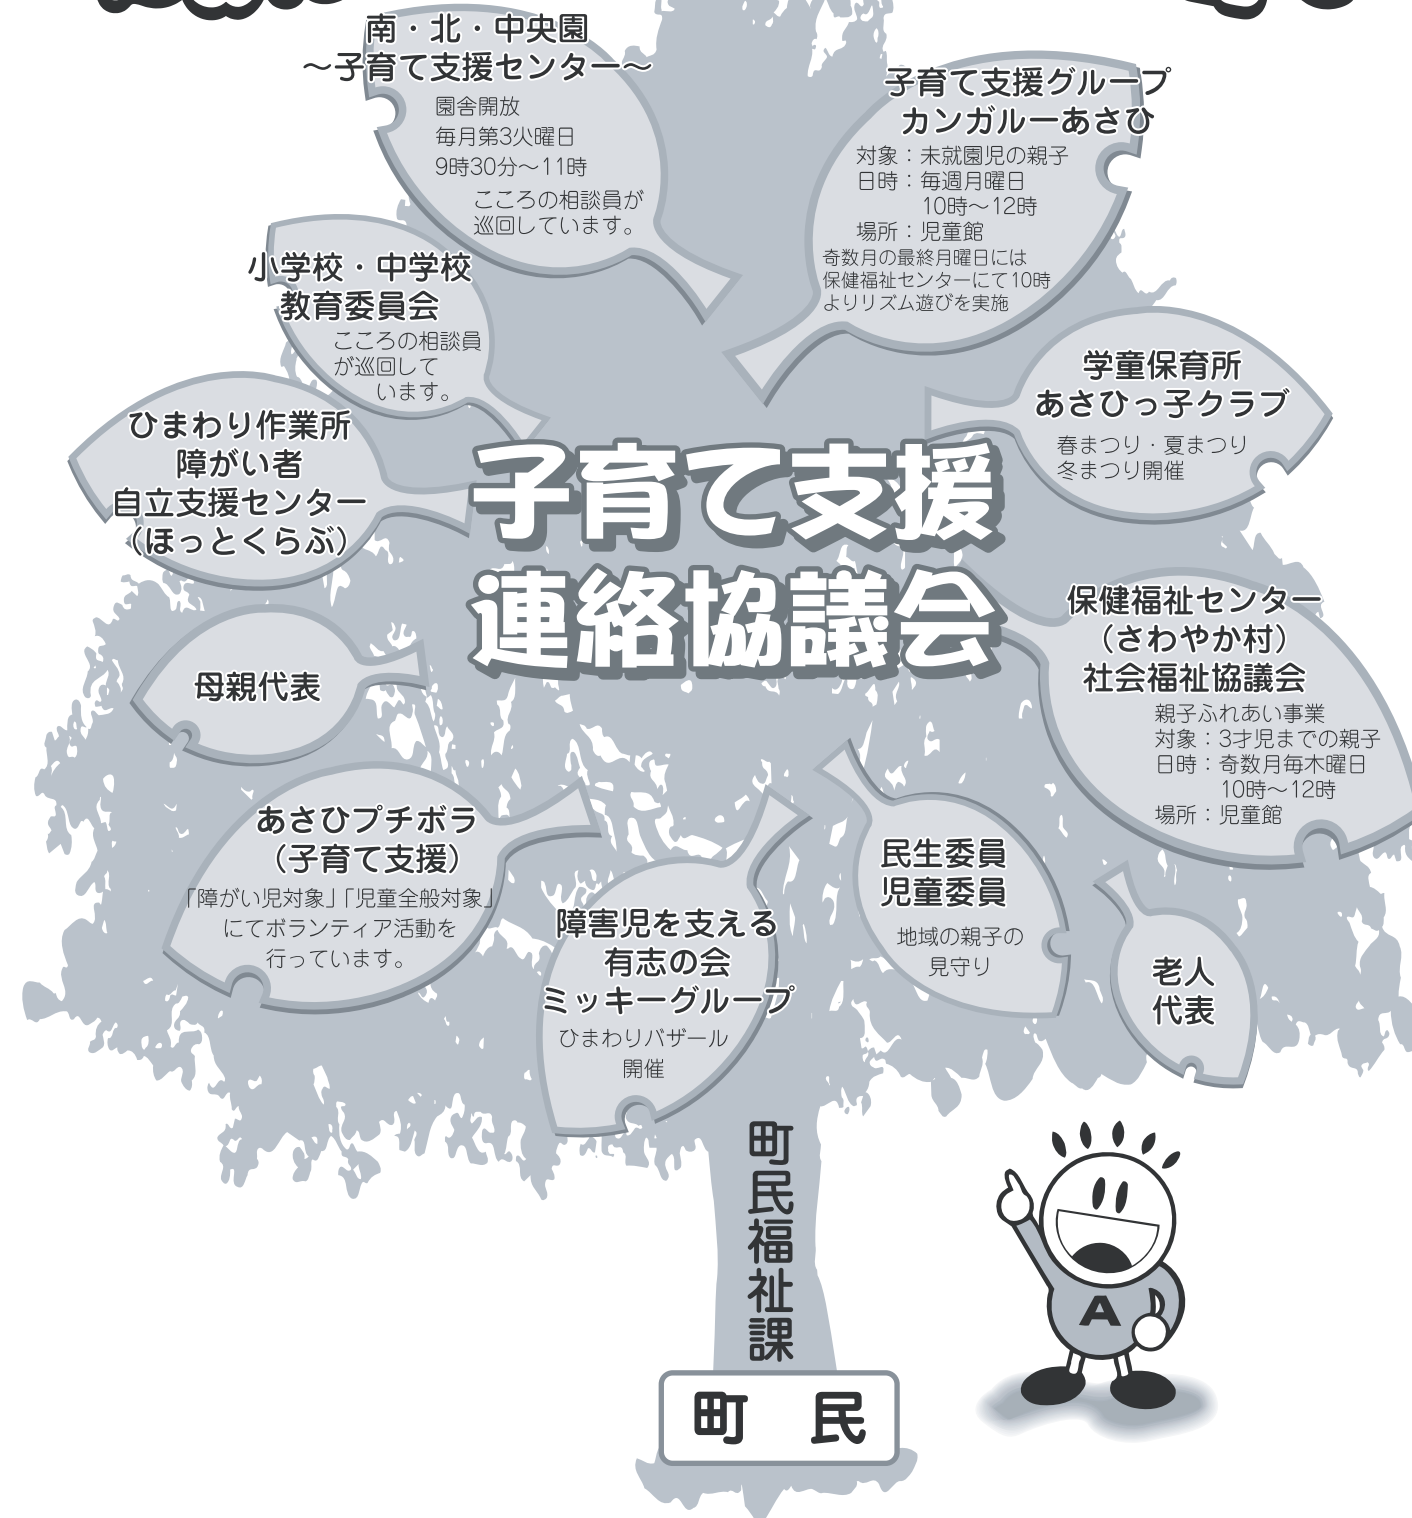 南・北・中央園
～子育て支援センター～
園舎開放
毎月第3火曜日
9時30分～11時
こころの相談員が
巡回しています。
子育て支援グループ
カンガルーあさひ
対象：未就園児の親子
日時：毎週月曜日
10時～12時
場所：児童館
奇数月の最終月曜日には
保健福祉センターにて10時
よりリズム遊びを実施
小学校・中学校
教育委員会
こころの相談員
が巡回して
います。
学童保育所
あさひっ子クラブ
春まつり・夏まつり
冬まつり開催
ひまわり作業所
障がい者
自立支援センター
（ほっとくらぶ）
子育て支援
連絡協議会
保健福祉センター
（さわやか村）
社会福祉協議会
親子ふれあい事業
対象：3才児までの親子
日時：奇数月毎木曜日
10時～12時
場所：児童館
母親代表
あさひプチボラ
（子育て支援）
「障がい児対象」「児童全般対象」
にてボランティア活動を
行っています。
障害児を支える
有志の会
ミッキーグループ
ひまわりバザール
開催
民生委員
児童委員
地域の親子の
見守り
老人
代表
町民福祉課
A
町　民